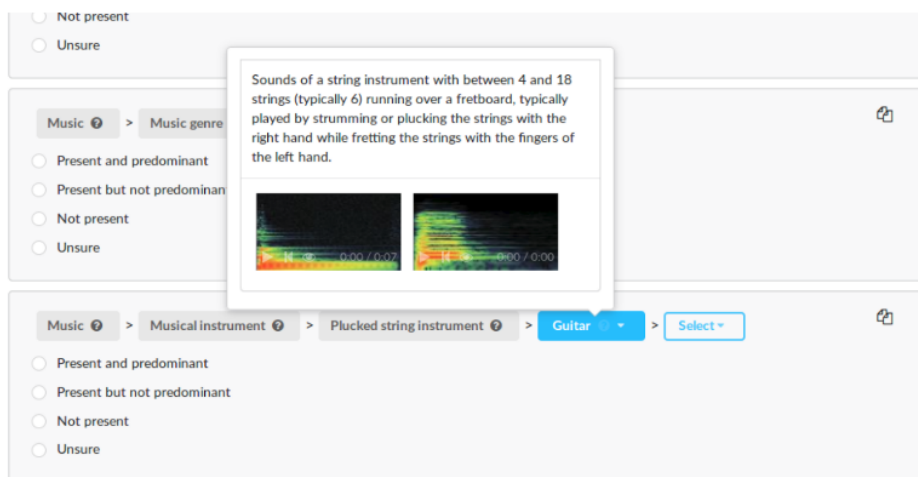 Not present
Unsure
Sounds of a string instrument with between 4 and 18
strings (typically 6) running over a fretboard, typically
played by strumming or plucking the strings with the
right hand while fretting the strings with the fingers of
the left hand.
0:00 / 0:07
0:00 / 0:00
Music > Music genre
Present and predominant
Present but not predominan
Not present
Unsure
Music > Musical instrument > Plucked string instrument > Guitar > Select
Present and predominant
Present but not predominant
Not present
Unsure